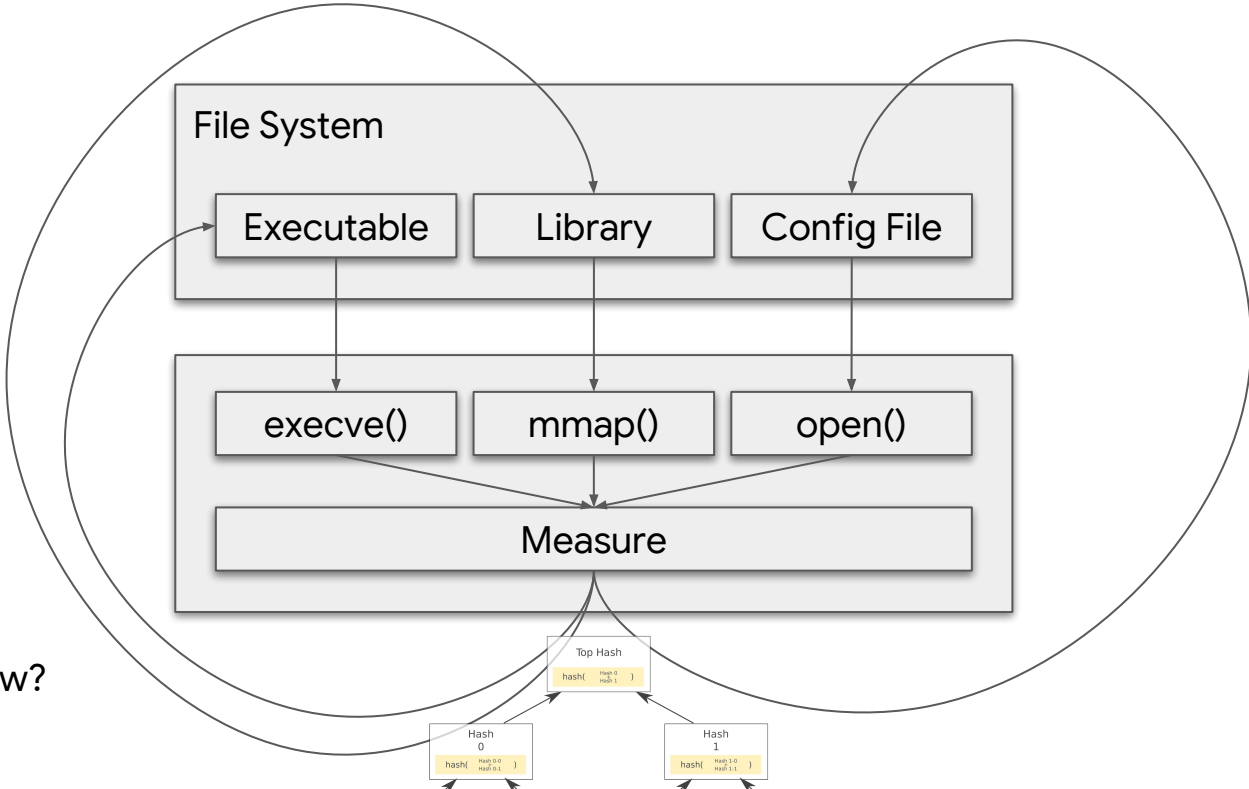 File System
Executable
Library
Config File
execve()
mmap()
open()
Measure
w?
Top Hash
hash( Hash 0 + Hash 1 )
Hash
0
hash( Hash 0-0 + Hash 0-1 )
Hash
1
hash( Hash 1-0 + Hash 1-1 )